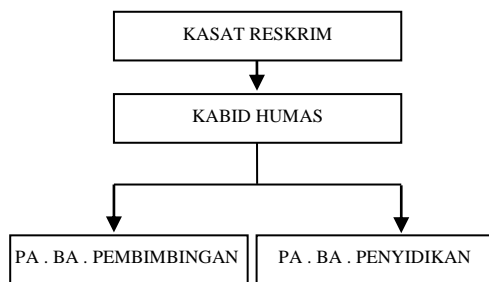 KASAT RESKRIM
KABID HUMAS
PA . BA . PEMBIMBINGAN
PA . BA . PENYIDIKAN